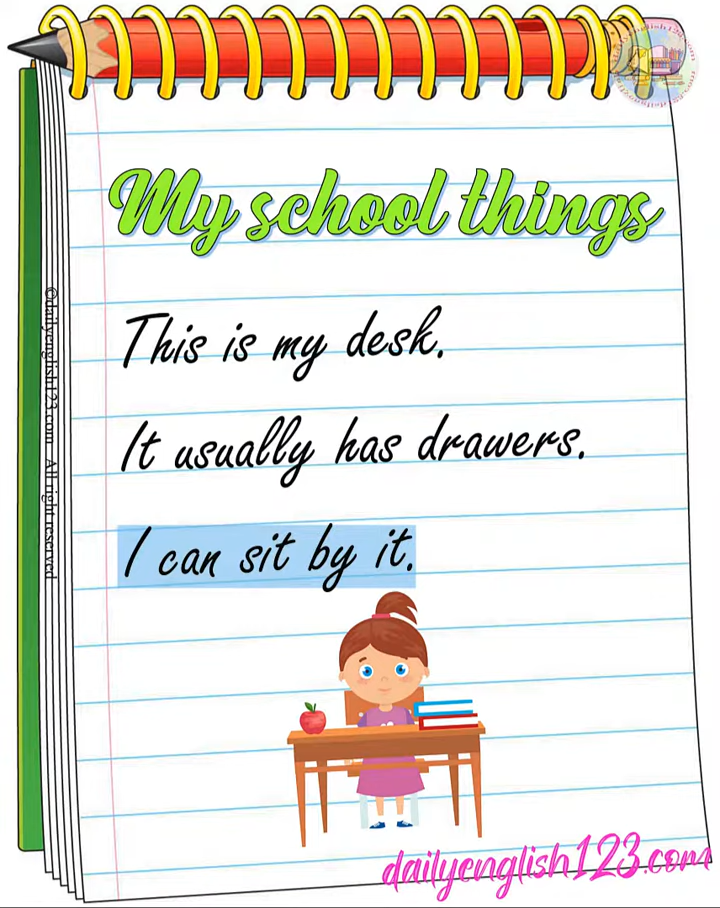 My school things
This is my desk.
It usually has drawers.
I can sit by it.
©dailyenglish123.com All right reserved
dailyenglish123.com